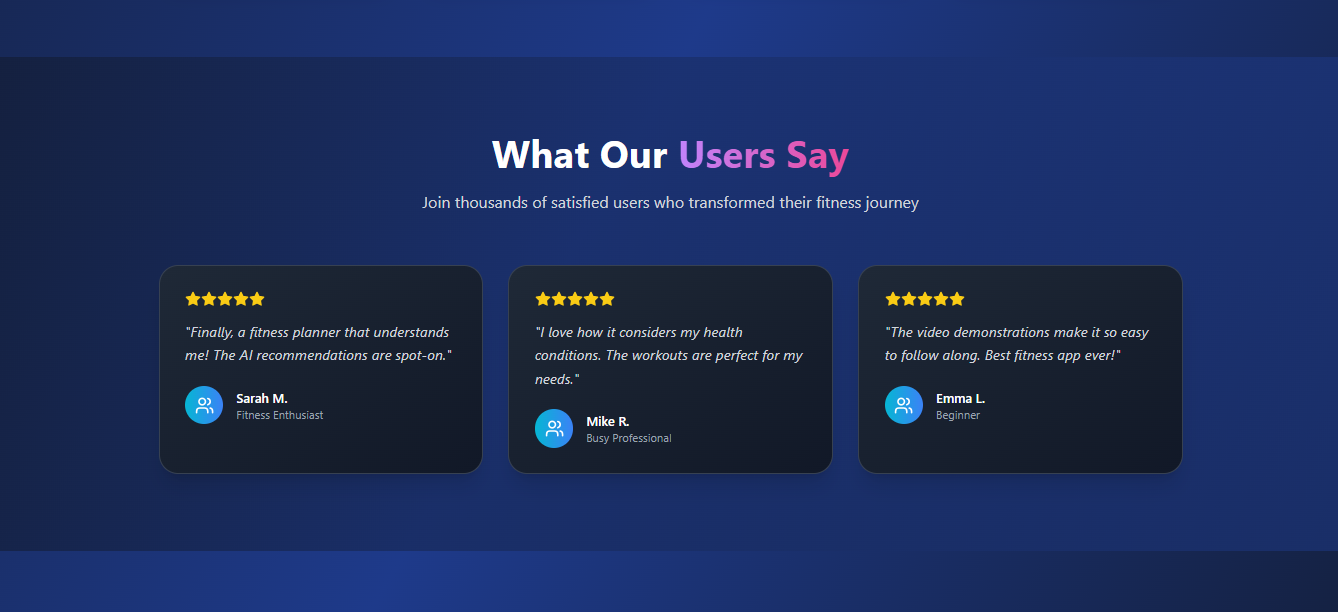 What Our Users Say
Join thousands of satisfied users who transformed their fitness journey
"Finally, a fitness planner that understands
me! The AI recommendations are spot-on."
Sarah M.
Fitness Enthusiast
"I love how it considers my health
conditions. The workouts are perfect for my
needs."
Mike R.
Busy Professional
"The video demonstrations make it so easy
to follow along. Best fitness app ever!"
Emma L.
Beginner